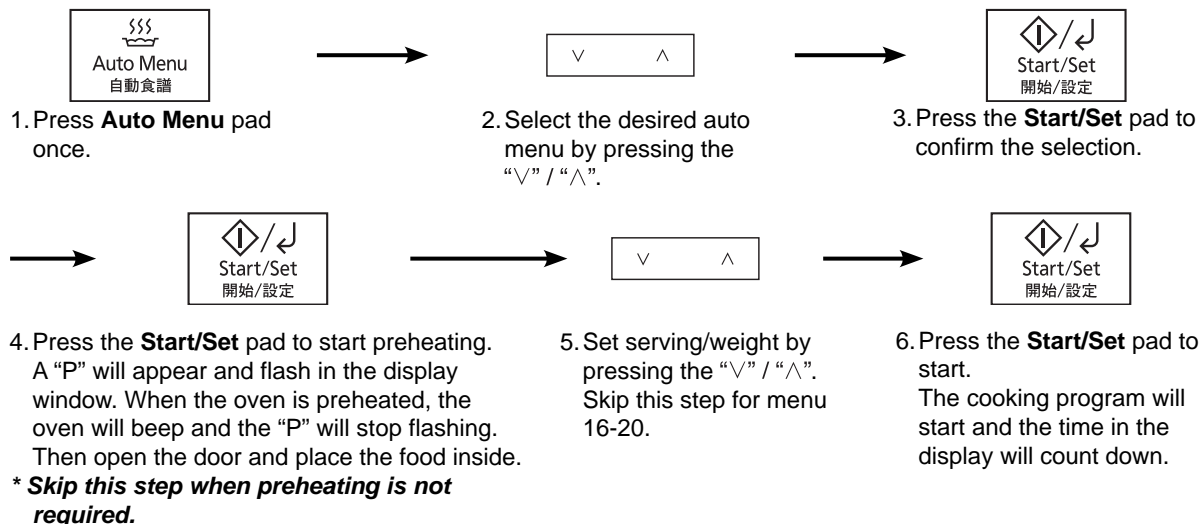 Auto Menu
自動食譜
∨ ∧
Start/Set
開始/設定
1. Press Auto Menu pad
once.
2. Select the desired auto
menu by pressing the
“∨” / “∧”.
3. Press the Start/Set pad to
confirm the selection.
Start/Set
開始/設定
∨ ∧
Start/Set
開始/設定
4. Press the Start/Set pad to start preheating.
A “P” will appear and flash in the display
window. When the oven is preheated, the
oven will beep and the “P” will stop flashing.
Then open the door and place the food inside.
* Skip this step when preheating is not
required.
5. Set serving/weight by
pressing the “∨” / “∧”.
Skip this step for menu
16-20.
6. Press the Start/Set pad to
start.
The cooking program will
start and the time in the
display will count down.